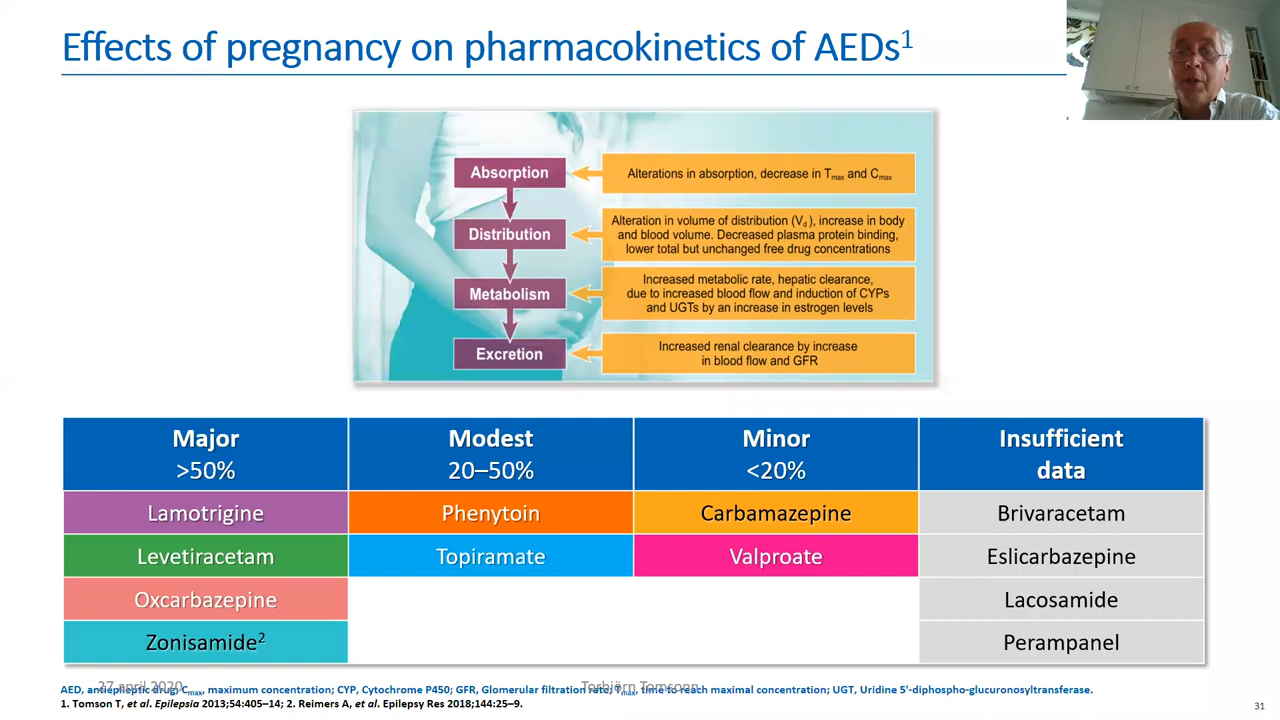 Effects of pregnancy on pharmacokinetics of AEDs1
Absorption
Alterations in absorption, decrease in Tmax and Cmax
Distribution
Alteration in volume of distribution (Vd), increase in body
and blood volume. Decreased plasma protein binding,
lower total but unchanged free drug concentrations
Metabolism
Increased metabolic rate, hepatic clearance,
due to increased blood flow and induction of CYPs
and UGTs by an increase in estrogen levels
Excretion
Increased renal clearance by increase
in blood flow and GFR
Major
>50%
Modest
20–50%
Minor
<20%
Insufficient
data
Lamotrigine
Phenytoin
Carbamazepine
Brivaracetam
Levetiracetam
Topiramate
Valproate
Eslicarbazepine
Oxcarbazepine
Lacosamide
Zonisamide2
Perampanel
27 april 2020
Torbjörn Tomsonn
AED, antiepileptic drug; Cmax, maximum concentration; CYP, Cytochrome P450; GFR, Glomerular filtration rate; Tmax, time to reach maximal concentration; UGT, Uridine 5'-diphospho-glucuronosyltransferase.
1. Tomson T, et al. Epilepsia 2013;54:405–14; 2. Reimers A, et al. Epilepsy Res 2018;144:25–9.
31